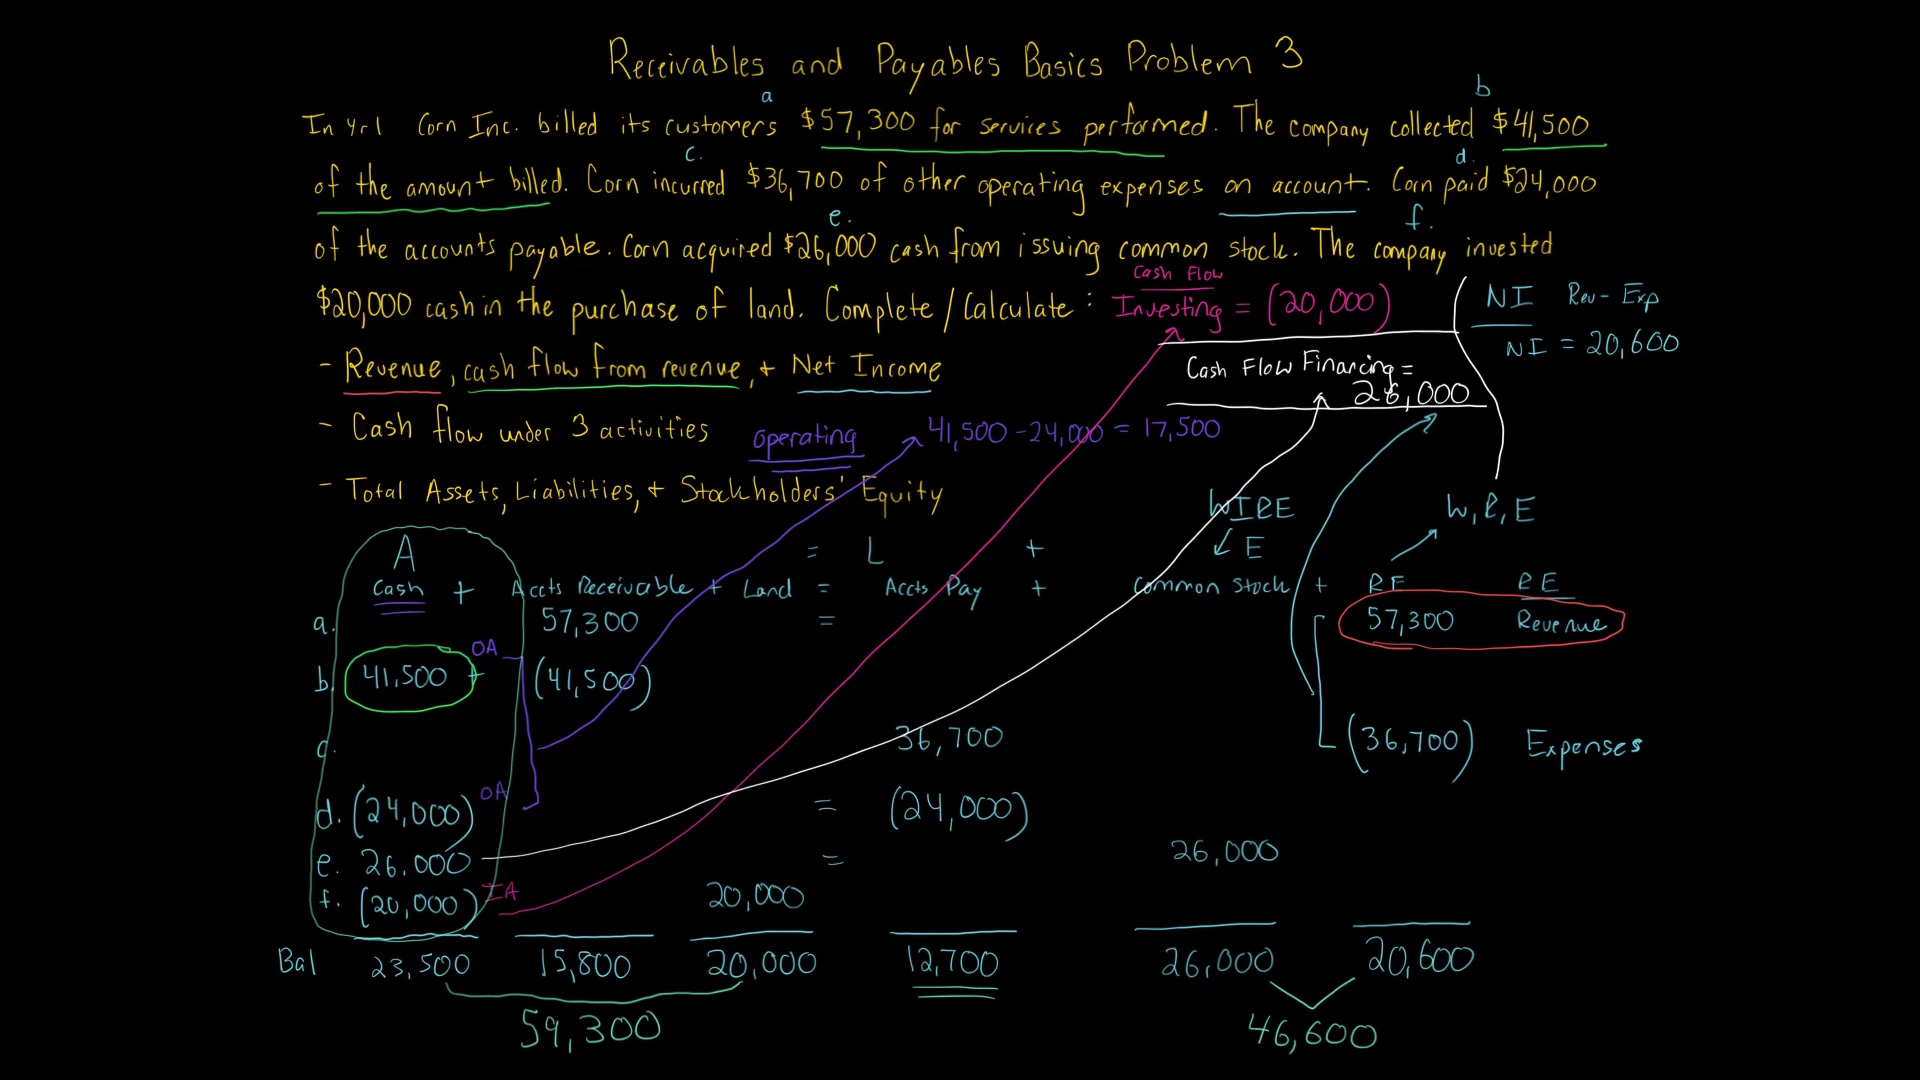 Receivables and Payables Basics Problem 3
a
b
In yr1 Corn Inc. billed its customers $57,300 for services performed. The company collected $41,500
c.
d.
of the amount billed. Corn incurred $36,700 of other operating expenses on account. Corn paid $24,000
e.
f.
of the accounts payable. Corn acquired $26,000 cash from issuing common stock. The company invested
Cash Flow
$20,000 cash in the purchase of land. Complete/Calculate: Investing = (20,000)
NI Rev - Exp
NI = 20,600
- Revenue, cash flow from revenue, + Net Income
Cash Flow Financing =
26,000
- Cash flow under 3 activities
Operating 41,500 - 24,000 = 17,500
- Total Assets, Liabilities, + Stockholders' Equity
WIRE
W, R, E
A = L + E
Cash + Accts Receivable + Land = Accts Pay + Common Stock + RE RE
a. 57,300 = 57,300 Revenue
OA
b. 41,500 + (41,500)
c. 36,700 (36,700) Expenses
OA
d. (24,000) = (24,000)
e. 26,000 = 26,000
f. (20,000) IA 20,000
Bal 23,500 15,800 20,000 12,700 26,000 20,600
59,300 46,600